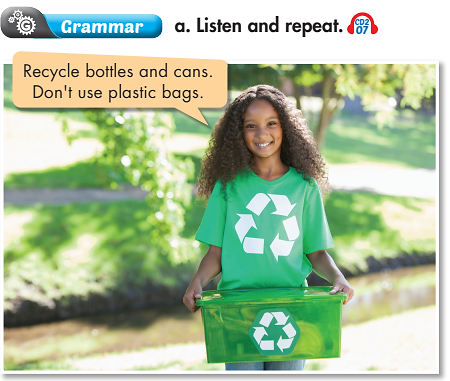 G Grammar a. Listen and repeat. CD2
07
Recycle bottles and cans.
Don't use plastic bags.